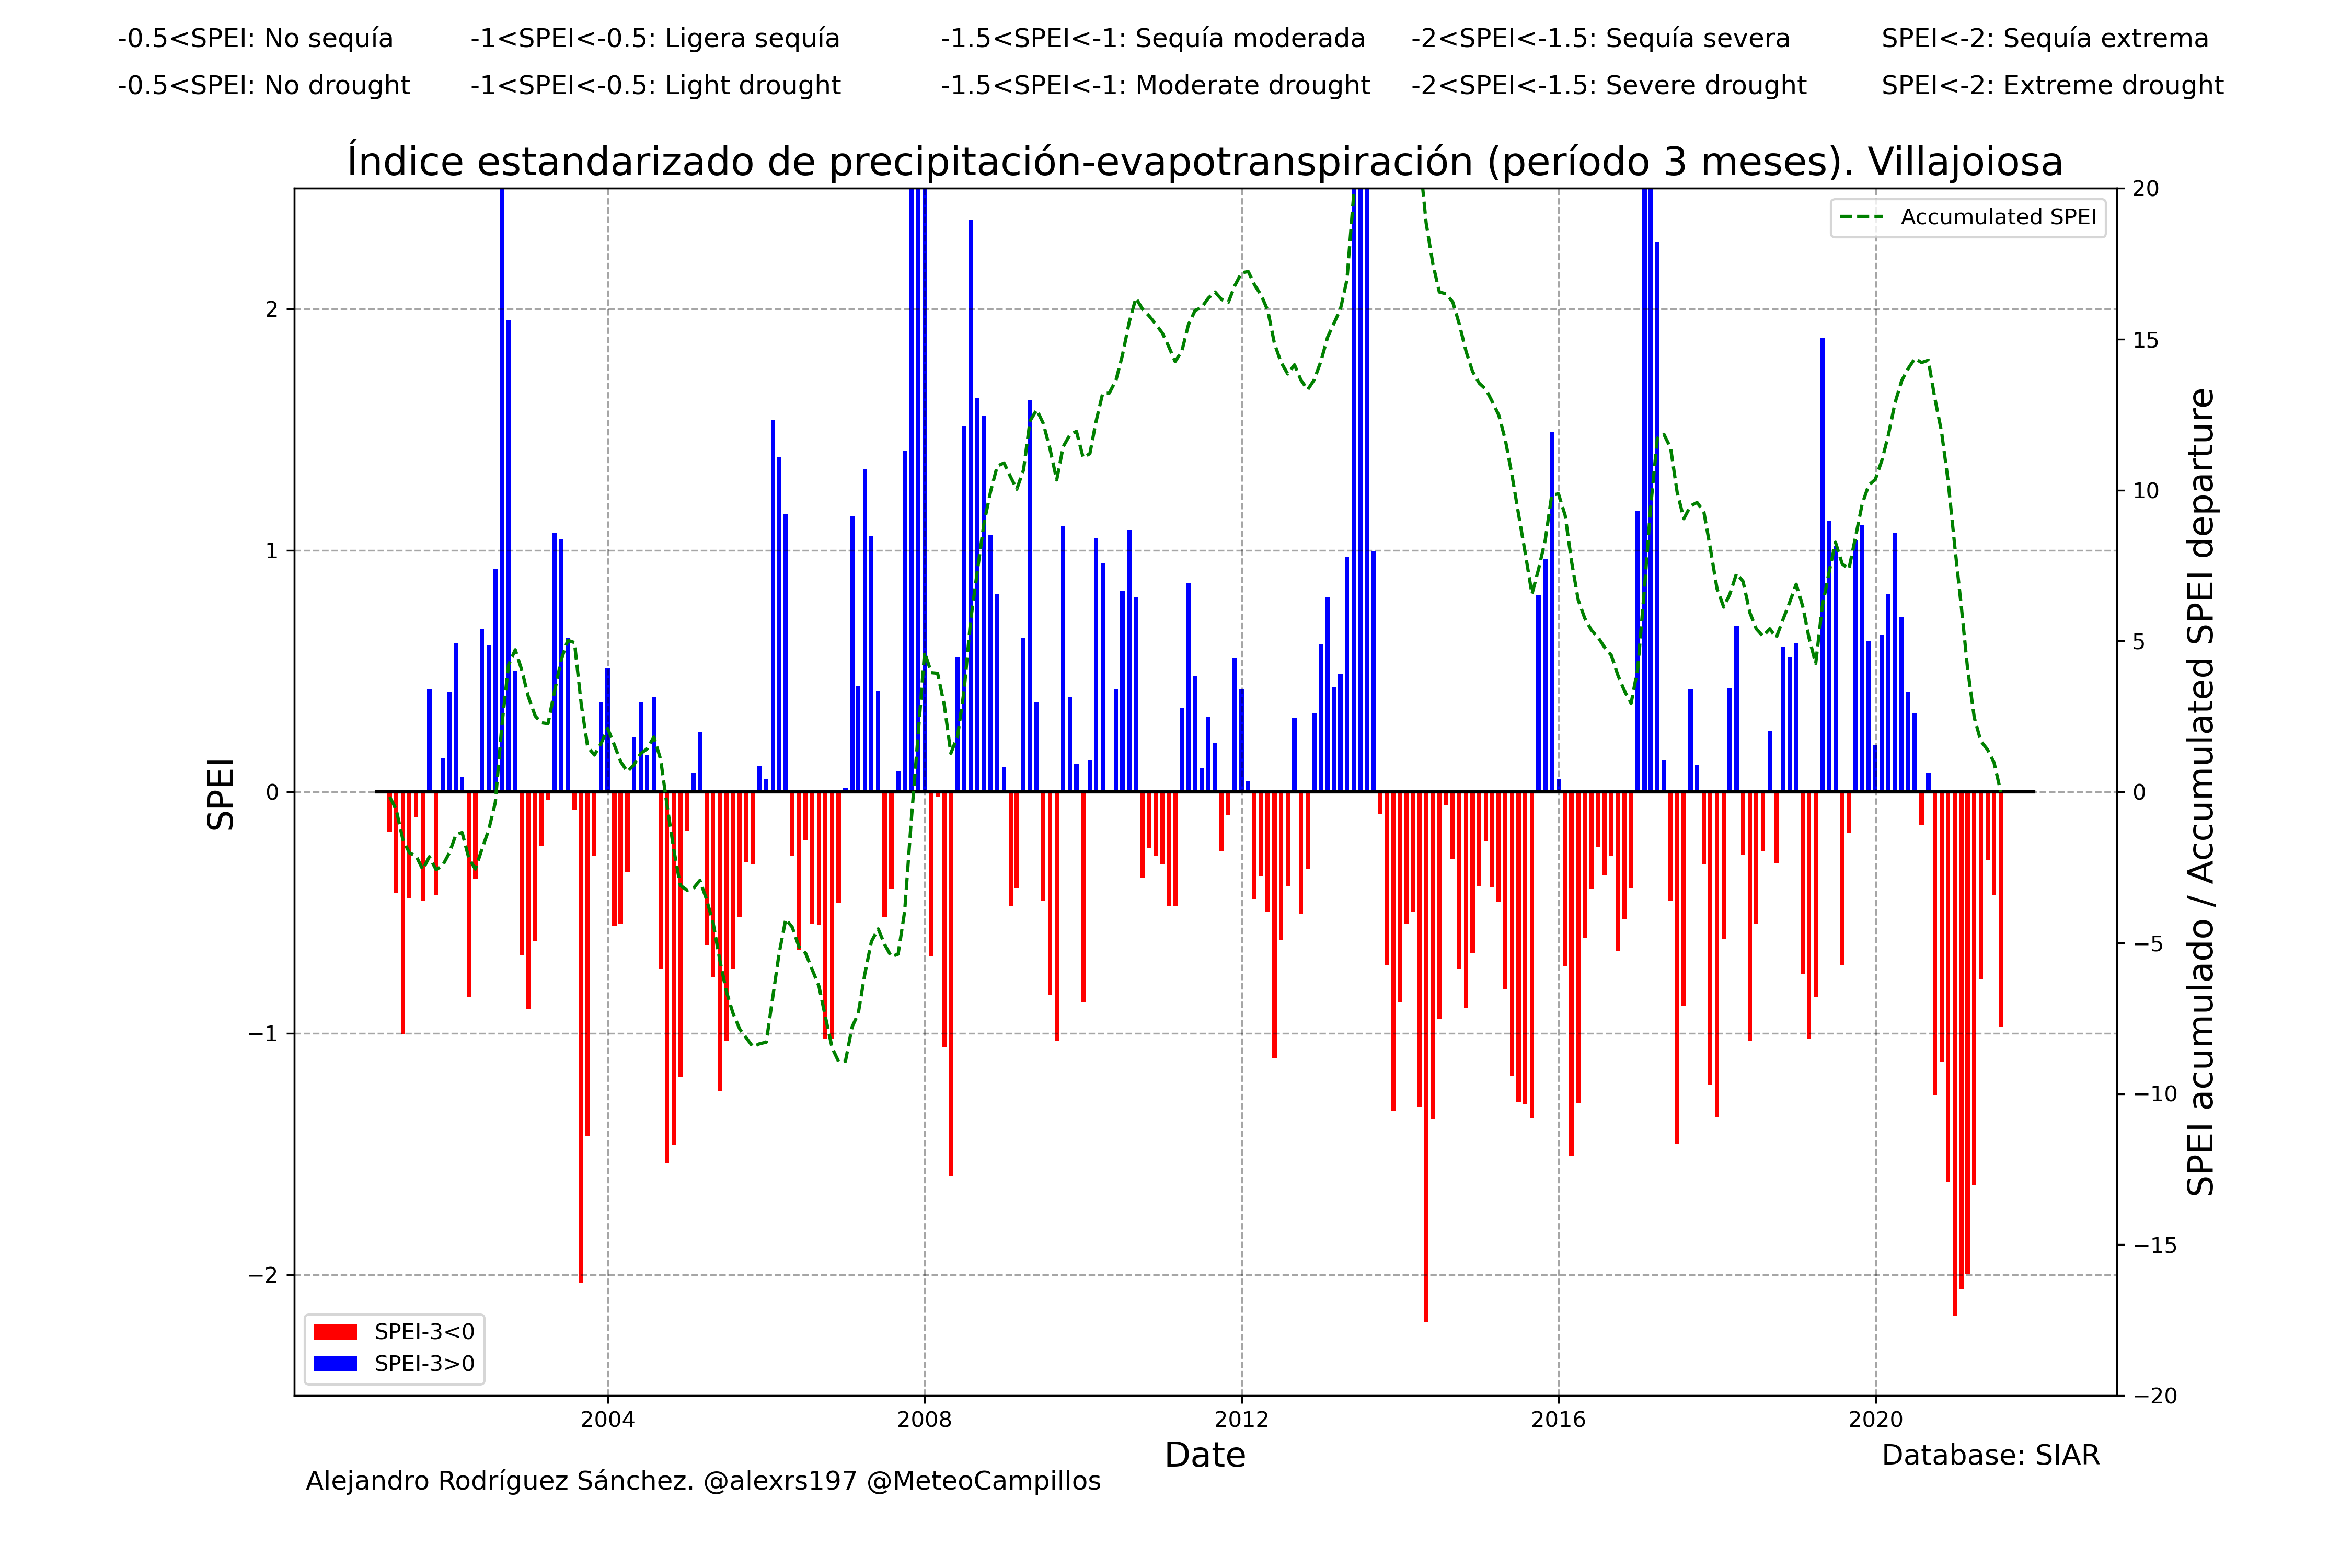 -0.5<SPEI: No sequía -1<SPEI<-0.5: Ligera sequía -1.5<SPEI<-1: Sequía moderada -2<SPEI<-1.5: Sequía severa SPEI<-2: Sequía extrema
-0.5<SPEI: No drought -1<SPEI<-0.5: Light drought -1.5<SPEI<-1: Moderate drought -2<SPEI<-1.5: Severe drought SPEI<-2: Extreme drought
Índice estandarizado de precipitación-evapotranspiración (período 3 meses). Villajoiosa
SPEI
2
1
0
−1
−2
Accumulated SPEI
20
15
10
5
0
−5
−10
−15
−20
SPEI acumulado / Accumulated SPEI departure
SPEI-3<0
SPEI-3>0
2004 2008 2012 2016 2020
Date
Database: SIAR
Alejandro Rodríguez Sánchez. @alexrs197 @MeteoCampillos